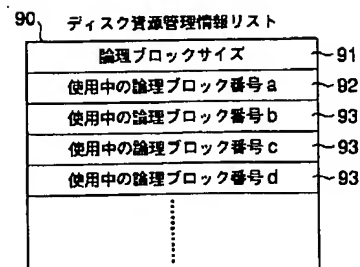 90 ディスク資源管理情報リスト
論理ブロックサイズ 91
使用中の論理ブロック番号a 92
使用中の論理ブロック番号b 93
使用中の論理ブロック番号c 93
使用中の論理ブロック番号d 93